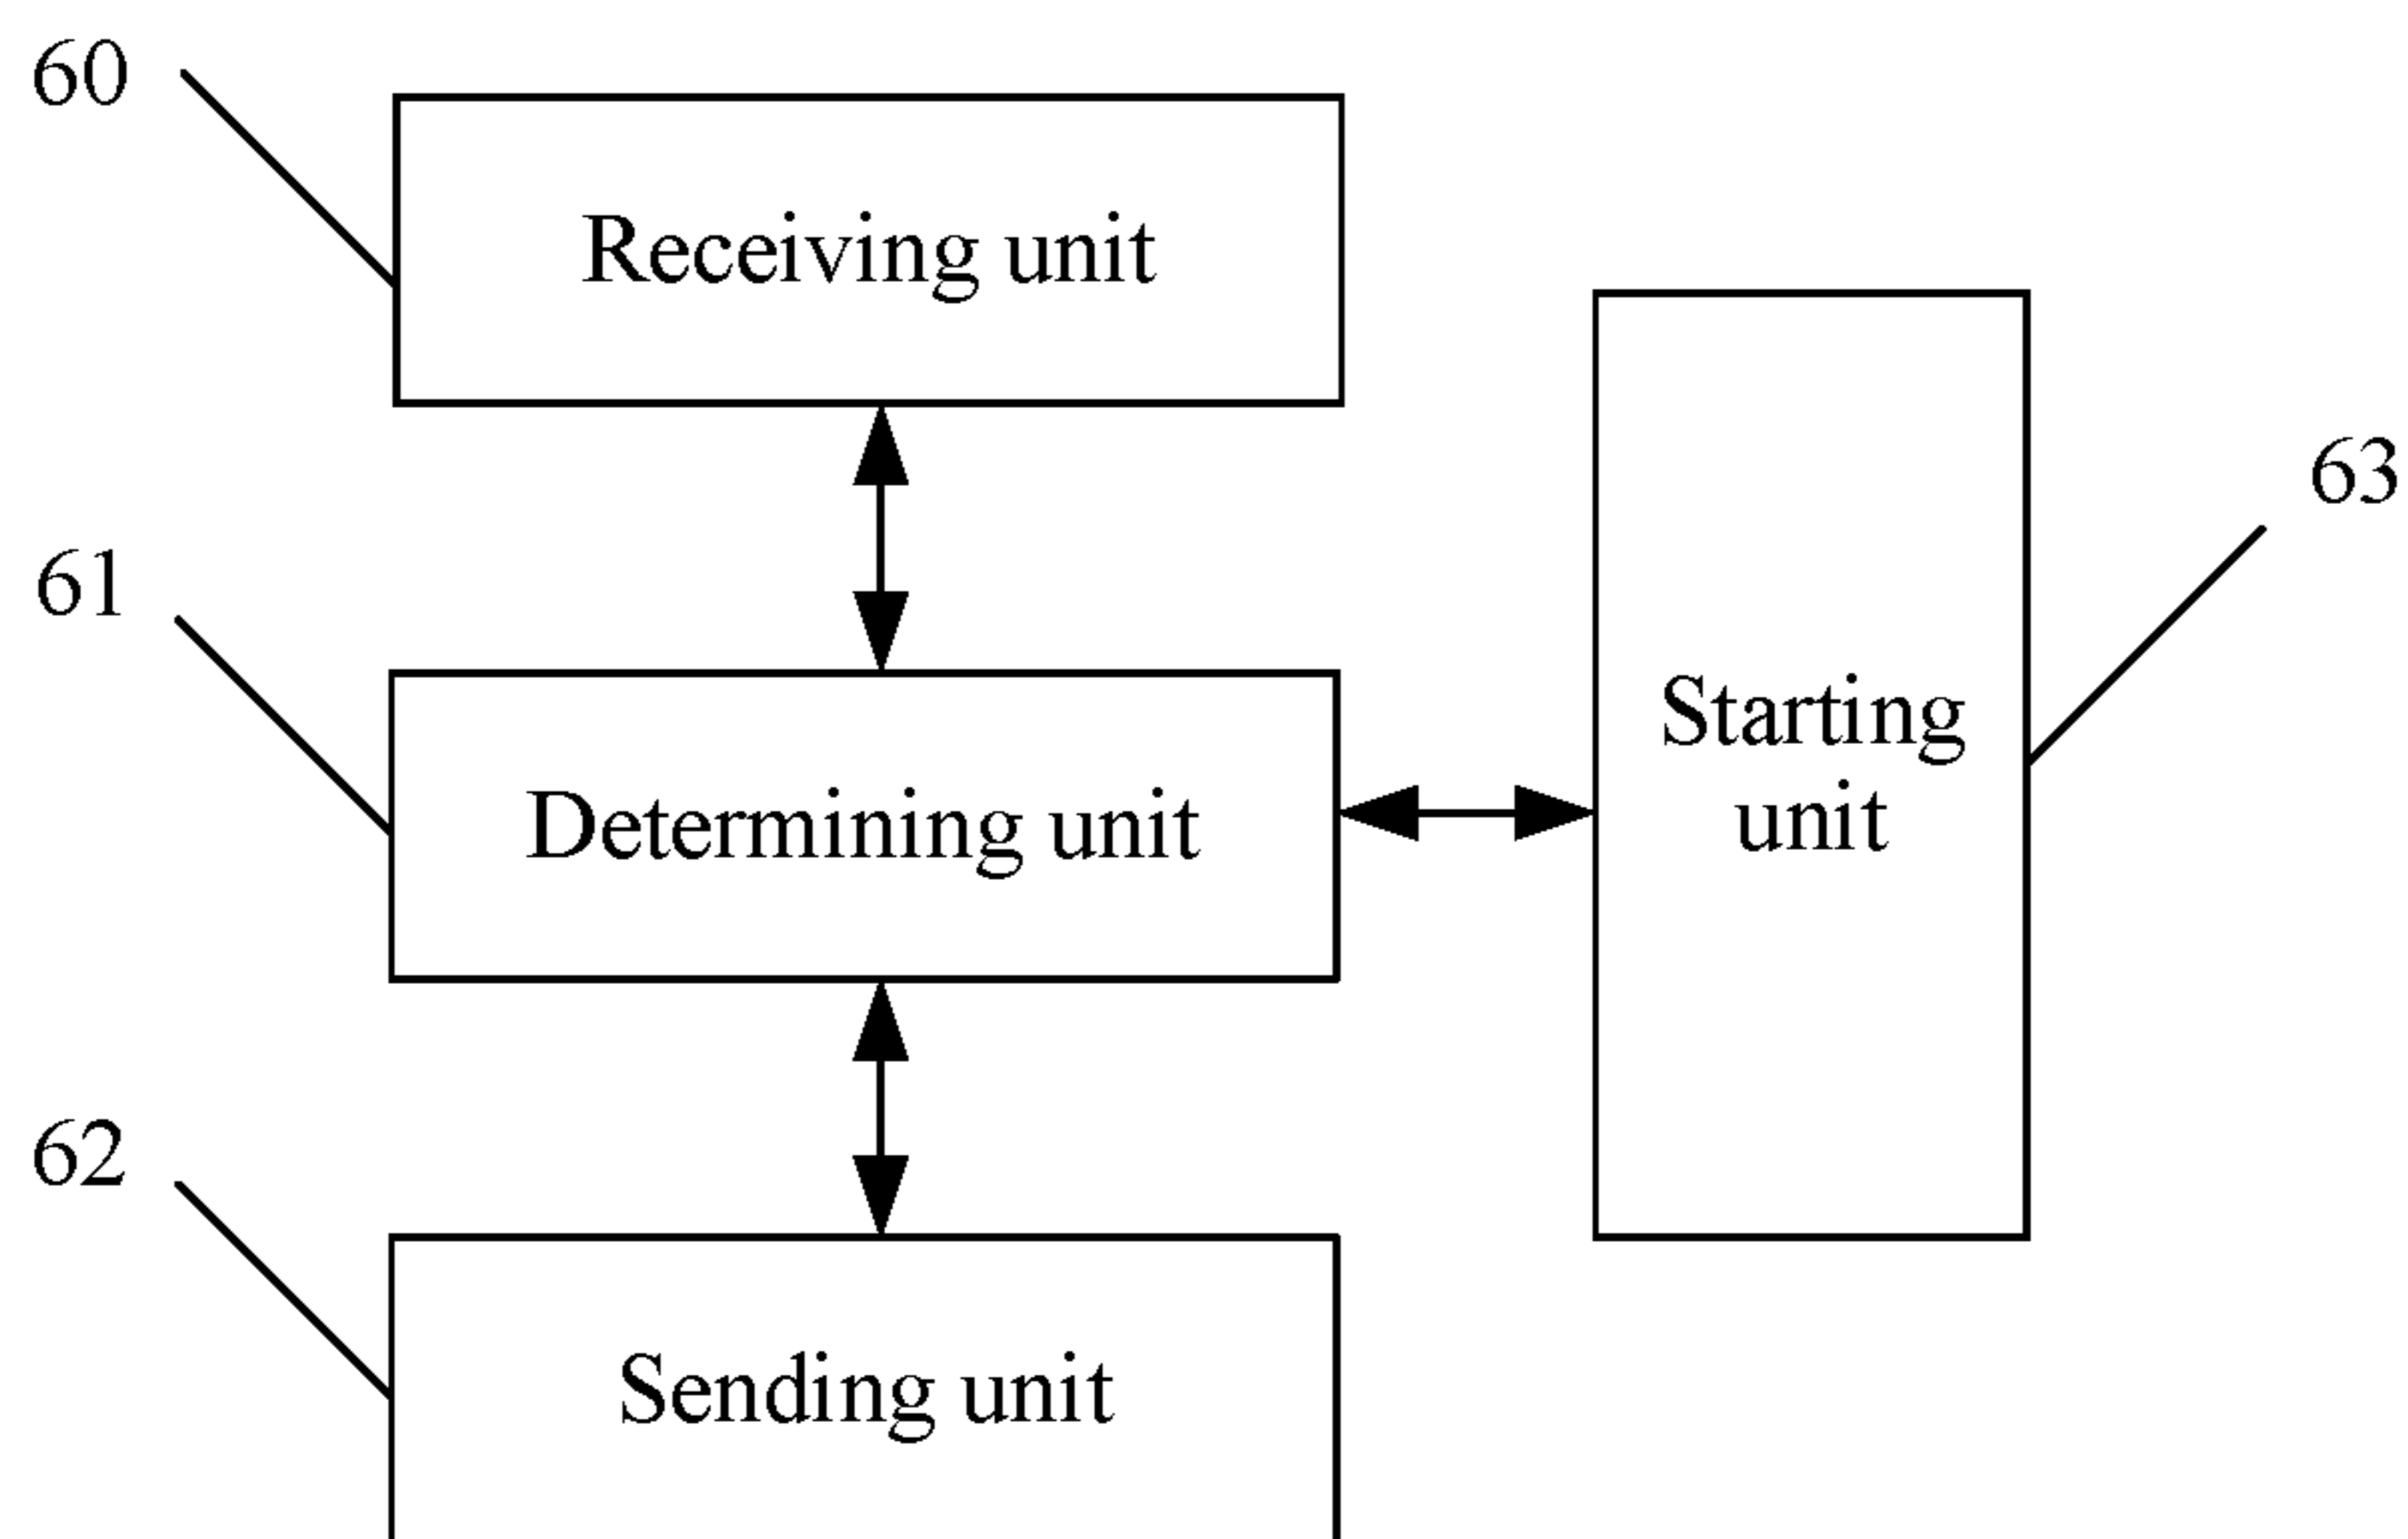 60
Receiving unit
63
61
Starting
unit
Determining unit
62
Sending unit